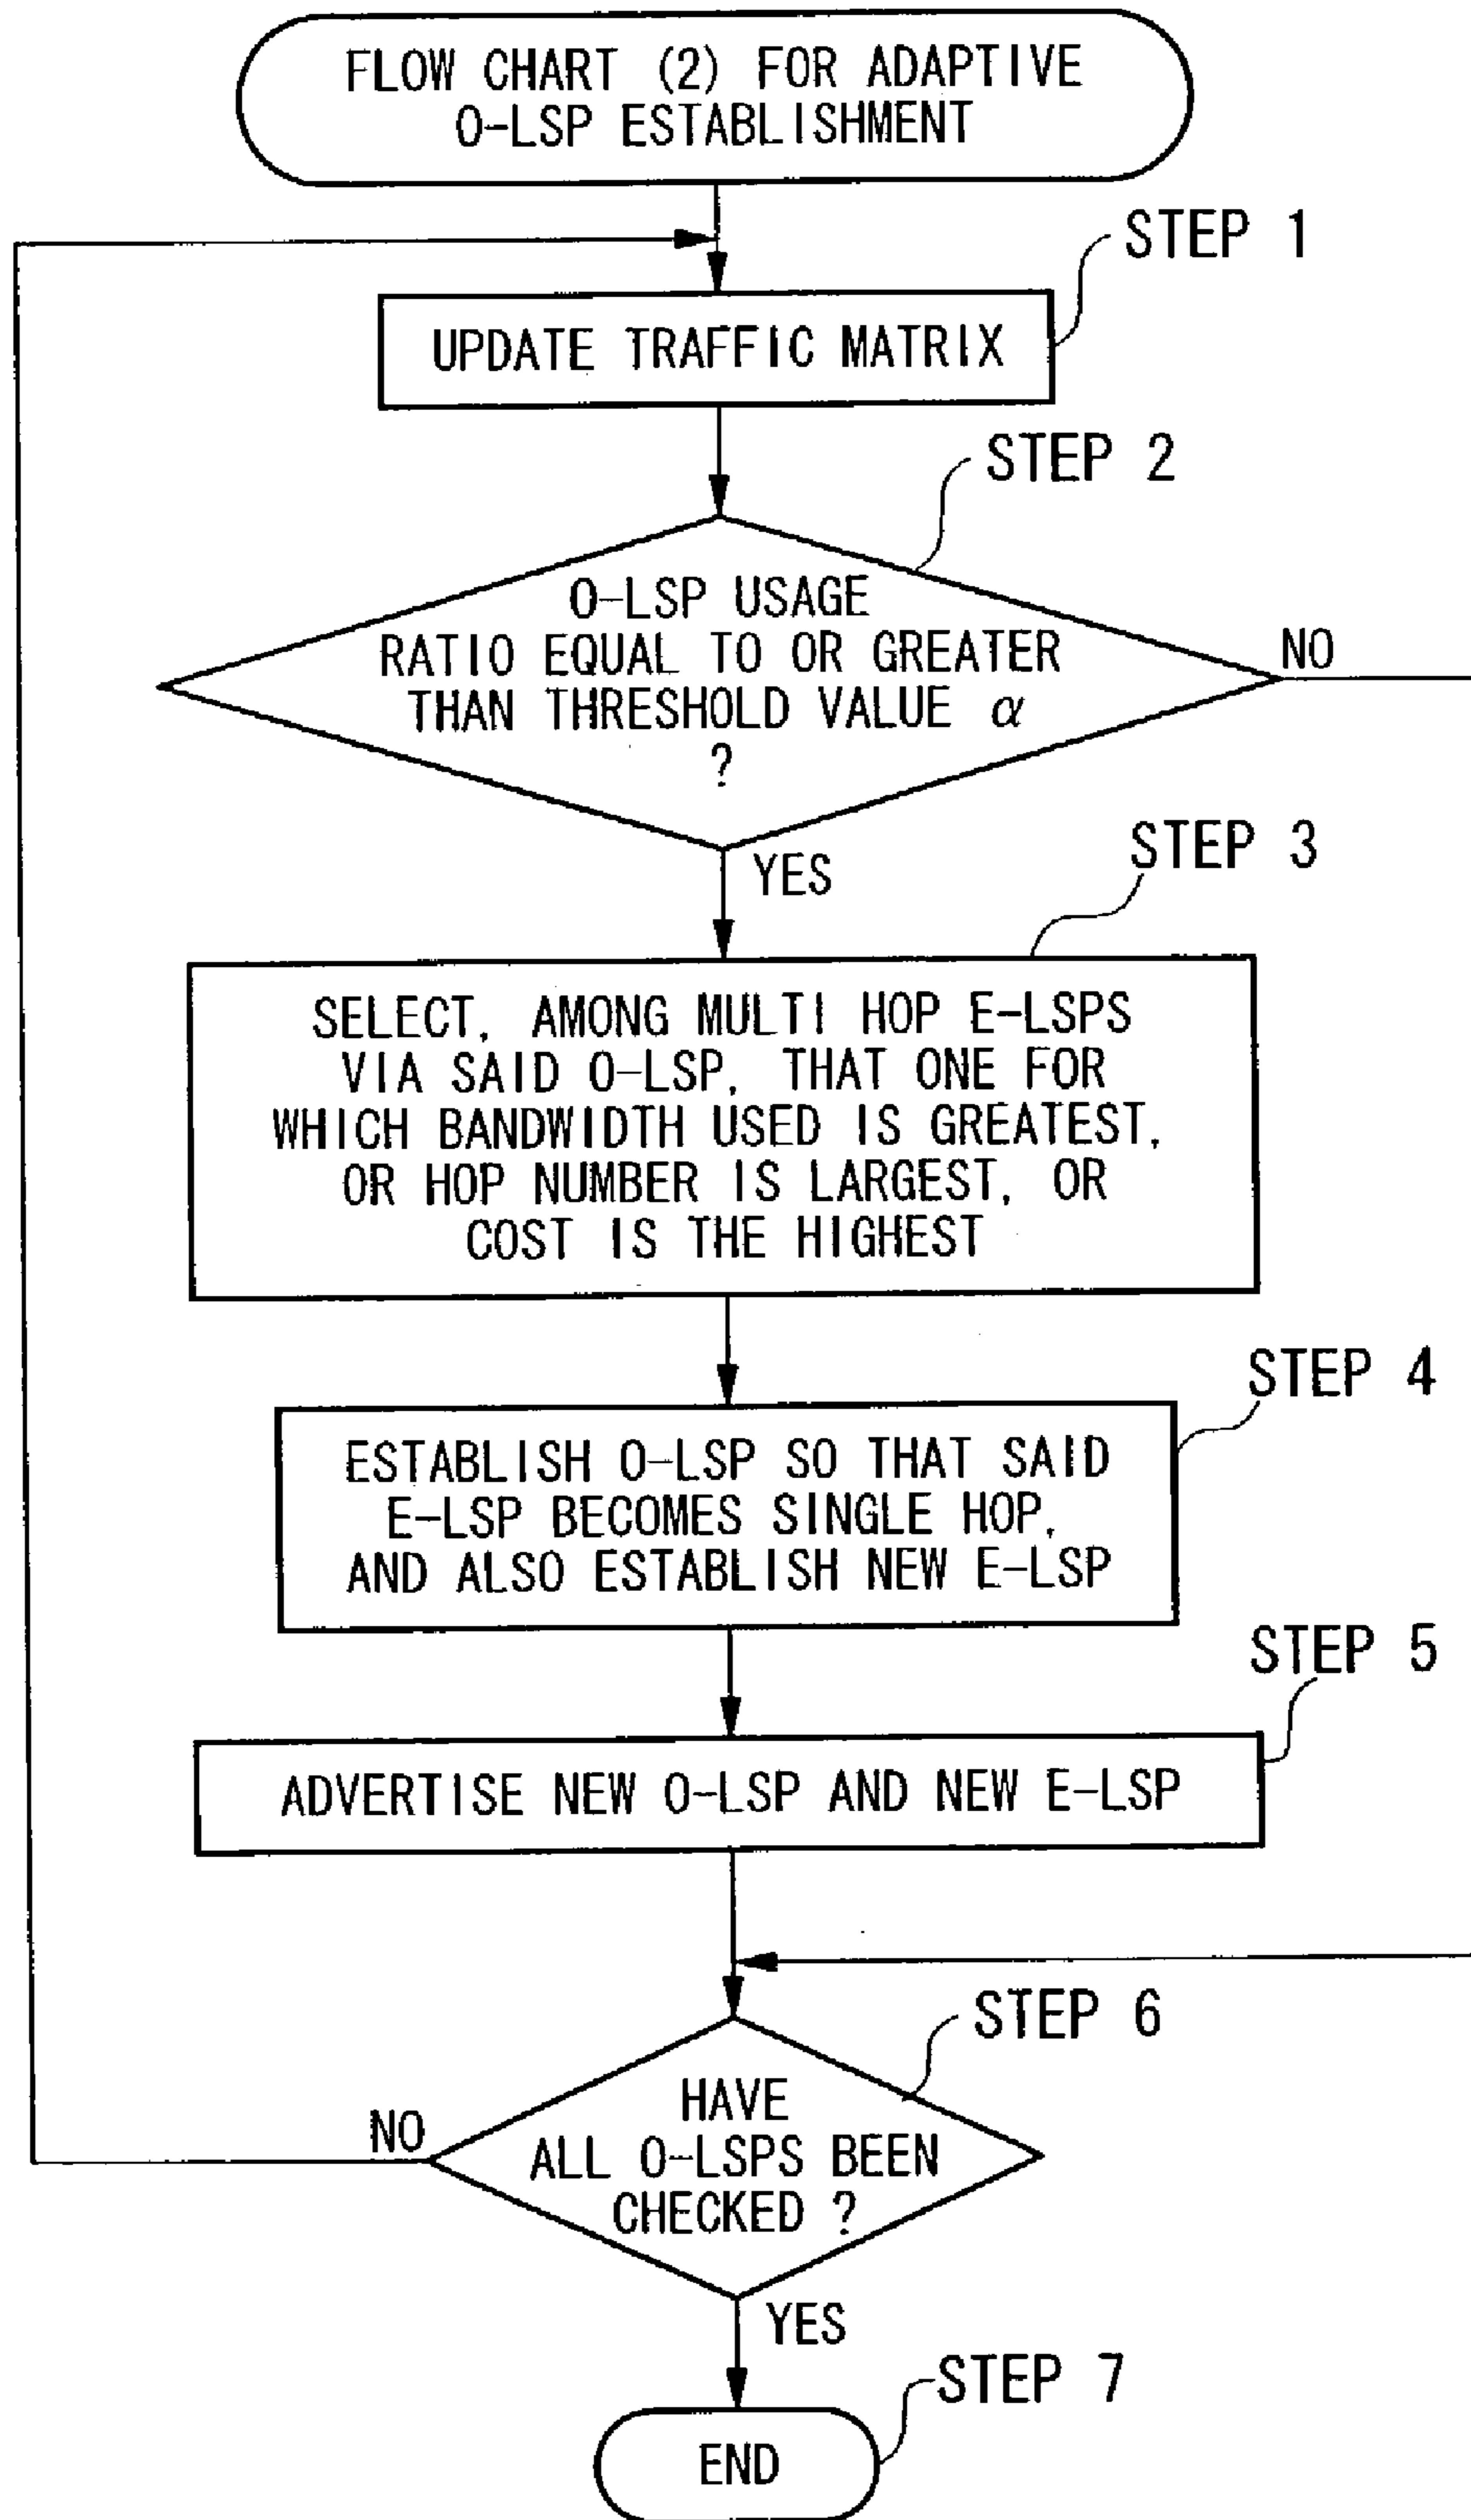 FLOW CHART (2) FOR ADAPTIVE
O-LSP ESTABLISHMENT
STEP 1
UPDATE TRAFFIC MATRIX
STEP 2
O-LSP USAGE
RATIO EQUAL TO OR GREATER
THAN THRESHOLD VALUE α
?
NO
YES
STEP 3
SELECT, AMONG MULTI HOP E-LSPS
VIA SAID O-LSP, THAT ONE FOR
WHICH BANDWIDTH USED IS GREATEST,
OR HOP NUMBER IS LARGEST, OR
COST IS THE HIGHEST
STEP 4
ESTABLISH O-LSP SO THAT SAID
E-LSP BECOMES SINGLE HOP,
AND ALSO ESTABLISH NEW E-LSP
STEP 5
ADVERTISE NEW O-LSP AND NEW E-LSP
STEP 6
HAVE
ALL O-LSPS BEEN
CHECKED ?
NO
YES
STEP 7
END